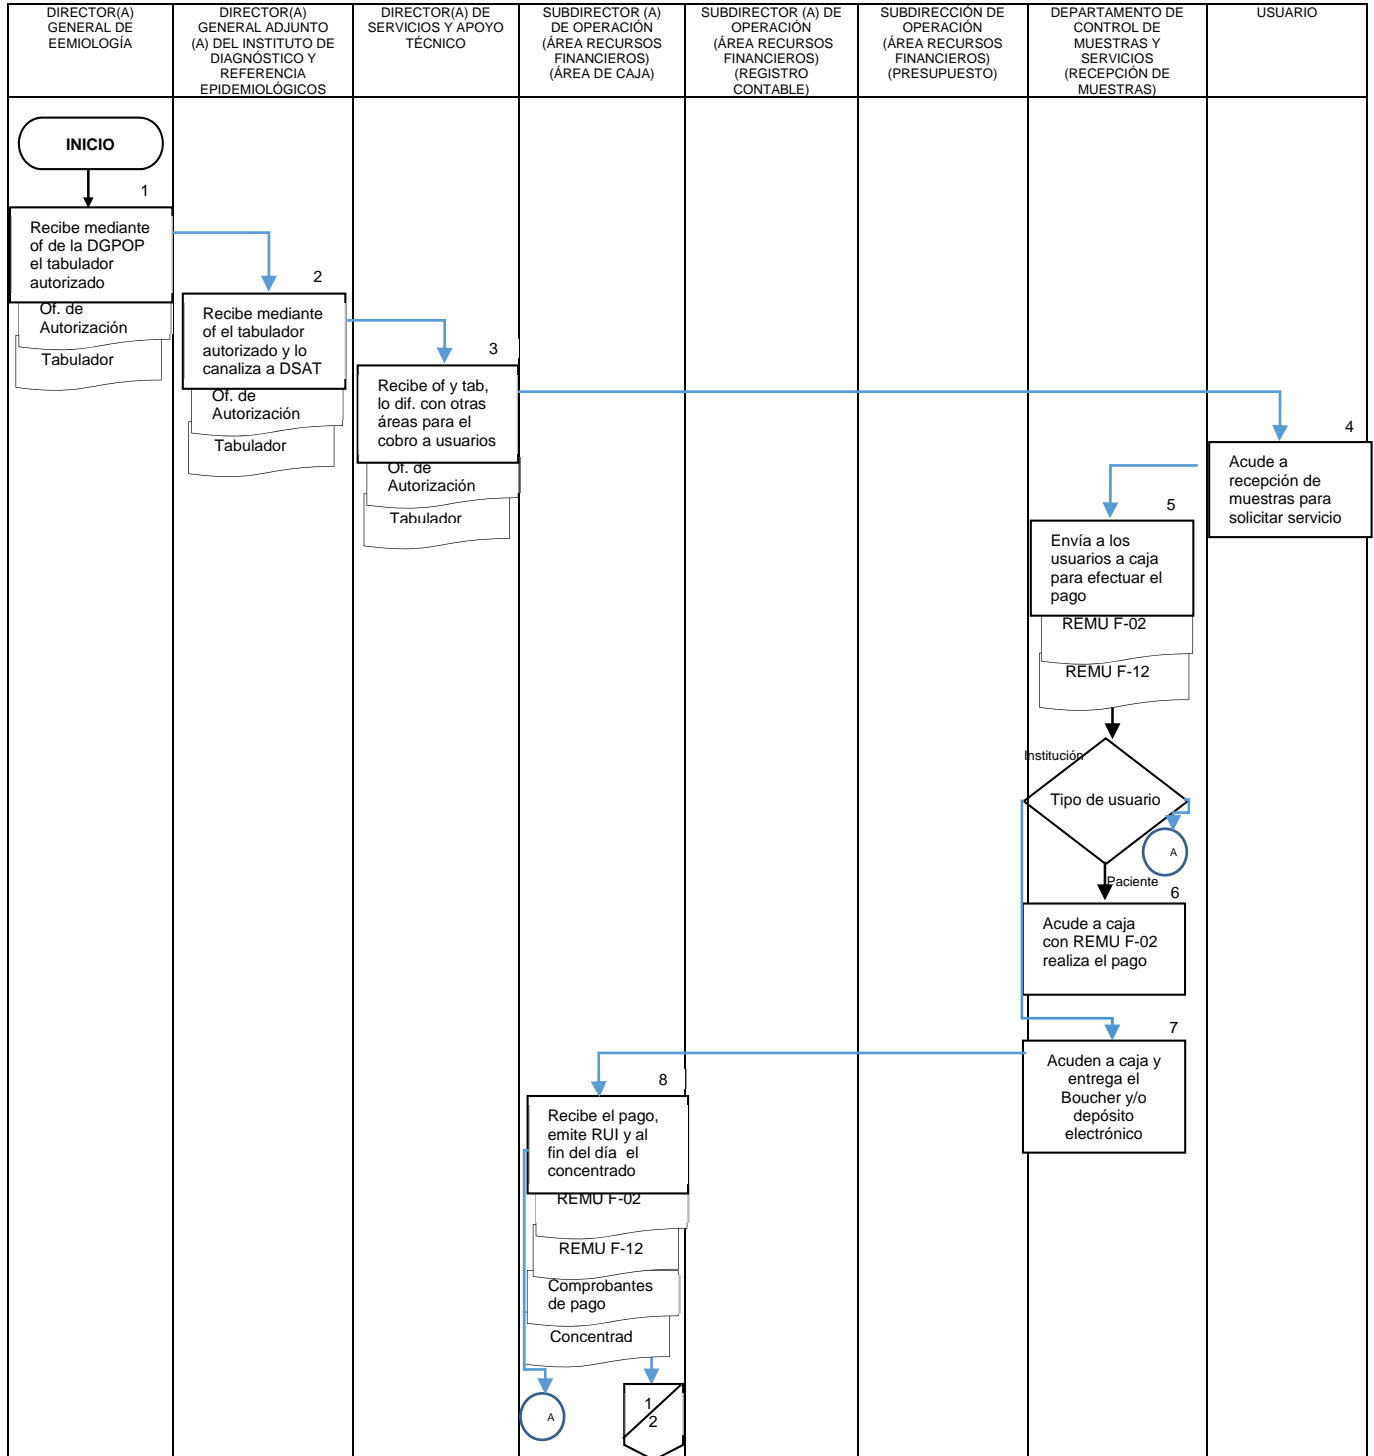 DIRECTOR(A)
GENERAL DE
EEMIOLOGÍA
DIRECTOR(A)
GENERAL ADJUNTO
(A) DEL INSTITUTO DE
DIAGNÓSTICO Y
REFERENCIA
EPIDEMIOLÓGICOS
DIRECTOR(A) DE
SERVICIOS Y APOYO
TÉCNICO
SUBDIRECTOR (A)
DE OPERACIÓN
(ÁREA RECURSOS
FINANCIEROS)
(ÁREA DE CAJA)
SUBDIRECTOR (A) DE
OPERACIÓN
(ÁREA RECURSOS
FINANCIEROS)
(REGISTRO
CONTABLE)
SUBDIRECCIÓN DE
OPERACIÓN
(ÁREA RECURSOS
FINANCIEROS)
(PRESUPUESTO)
DEPARTAMENTO DE
CONTROL DE
MUESTRAS Y
SERVICIOS
(RECEPCIÓN DE
MUESTRAS)
USUARIO
INICIO
1
Recibe mediante
of de la DGPOP
el tabulador
autorizado
Of. de
Autorización
Tabulador
2
Recibe mediante
of el tabulador
autorizado y lo
canaliza a DSAT
Of. de
Autorización
Tabulador
3
Recibe of y tab,
lo dif. con otras
áreas para el
cobro a usuarios
Of. de
Autorización
Tabulador
4
Acude a
recepción de
muestras para
solicitar servicio
5
Envía a los
usuarios a caja
para efectuar el
pago
REMU F-02
REMU F-12
Institución
Tipo de usuario
A
Paciente
6
Acude a caja
con REMU F-02
realiza el pago
7
Acuden a caja y
entrega el
Boucher y/o
depósito
electrónico
8
Recibe el pago,
emite RUI y al
fin del día el
concentrado
REMU F-02
REMU F-12
Comprobantes
de pago
Concentrad
A
1
2